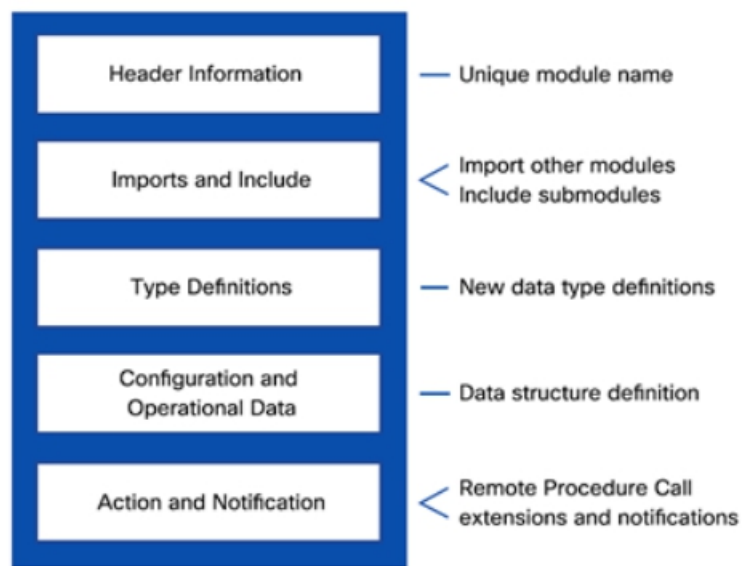 Header Information
Unique module name
Imports and Include
Import other modules
Include submodules
Type Definitions
New data type definitions
Configuration and
Operational Data
Data structure definition
Action and Notification
Remote Procedure Call
extensions and notifications